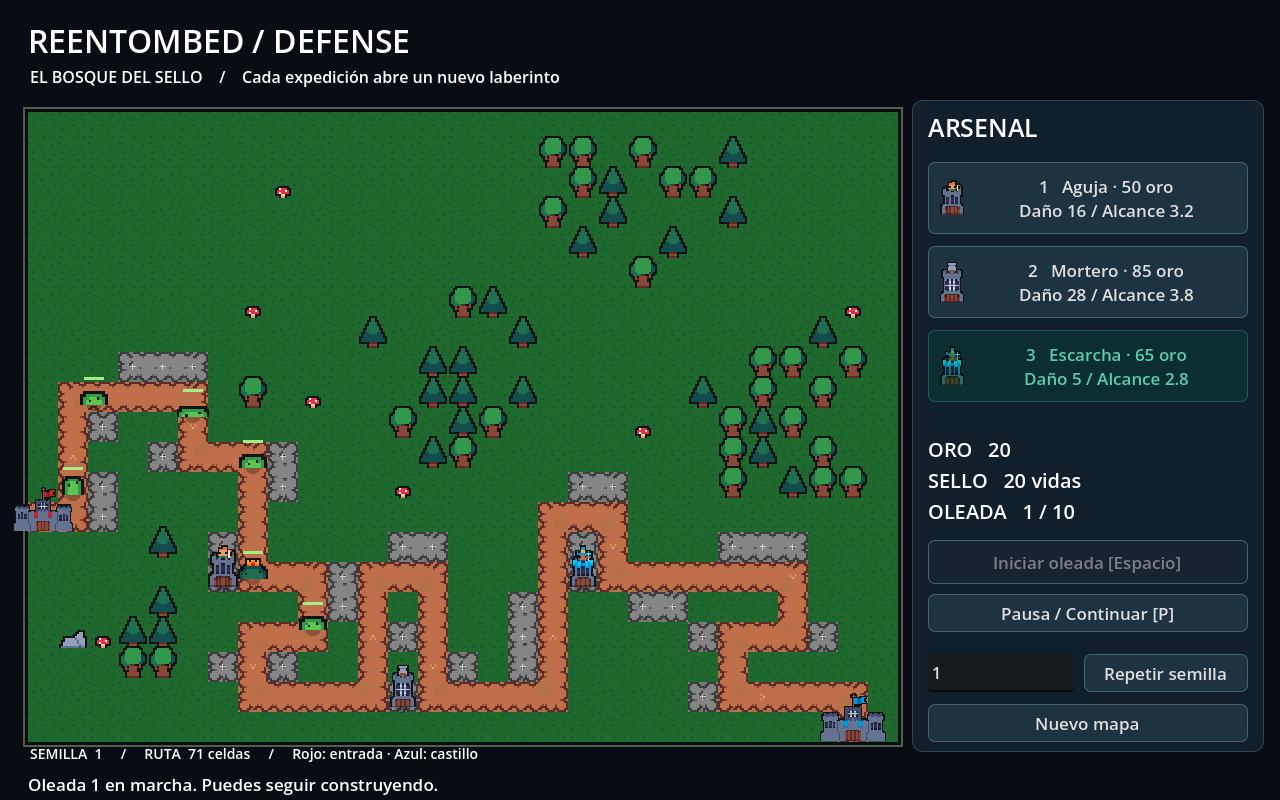 REENTOMBED / DEFENSE
EL BOSQUE DEL SELLO / Cada expedición abre un nuevo laberinto
ARSENAL
1 Aguja · 50 oro
Daño 16 / Alcance 3.2
2 Mortero · 85 oro
Daño 28 / Alcance 3.8
3 Escarcha · 65 oro
Daño 5 / Alcance 2.8
ORO 20
SELLO 20 vidas
OLEADA 1 / 10
Iniciar oleada [Espacio]
Pausa / Continuar [P]
1
Repetir semilla
Nuevo mapa
SEMILLA 1 / RUTA 71 celdas / Rojo: entrada · Azul: castillo
Oleada 1 en marcha. Puedes seguir construyendo.